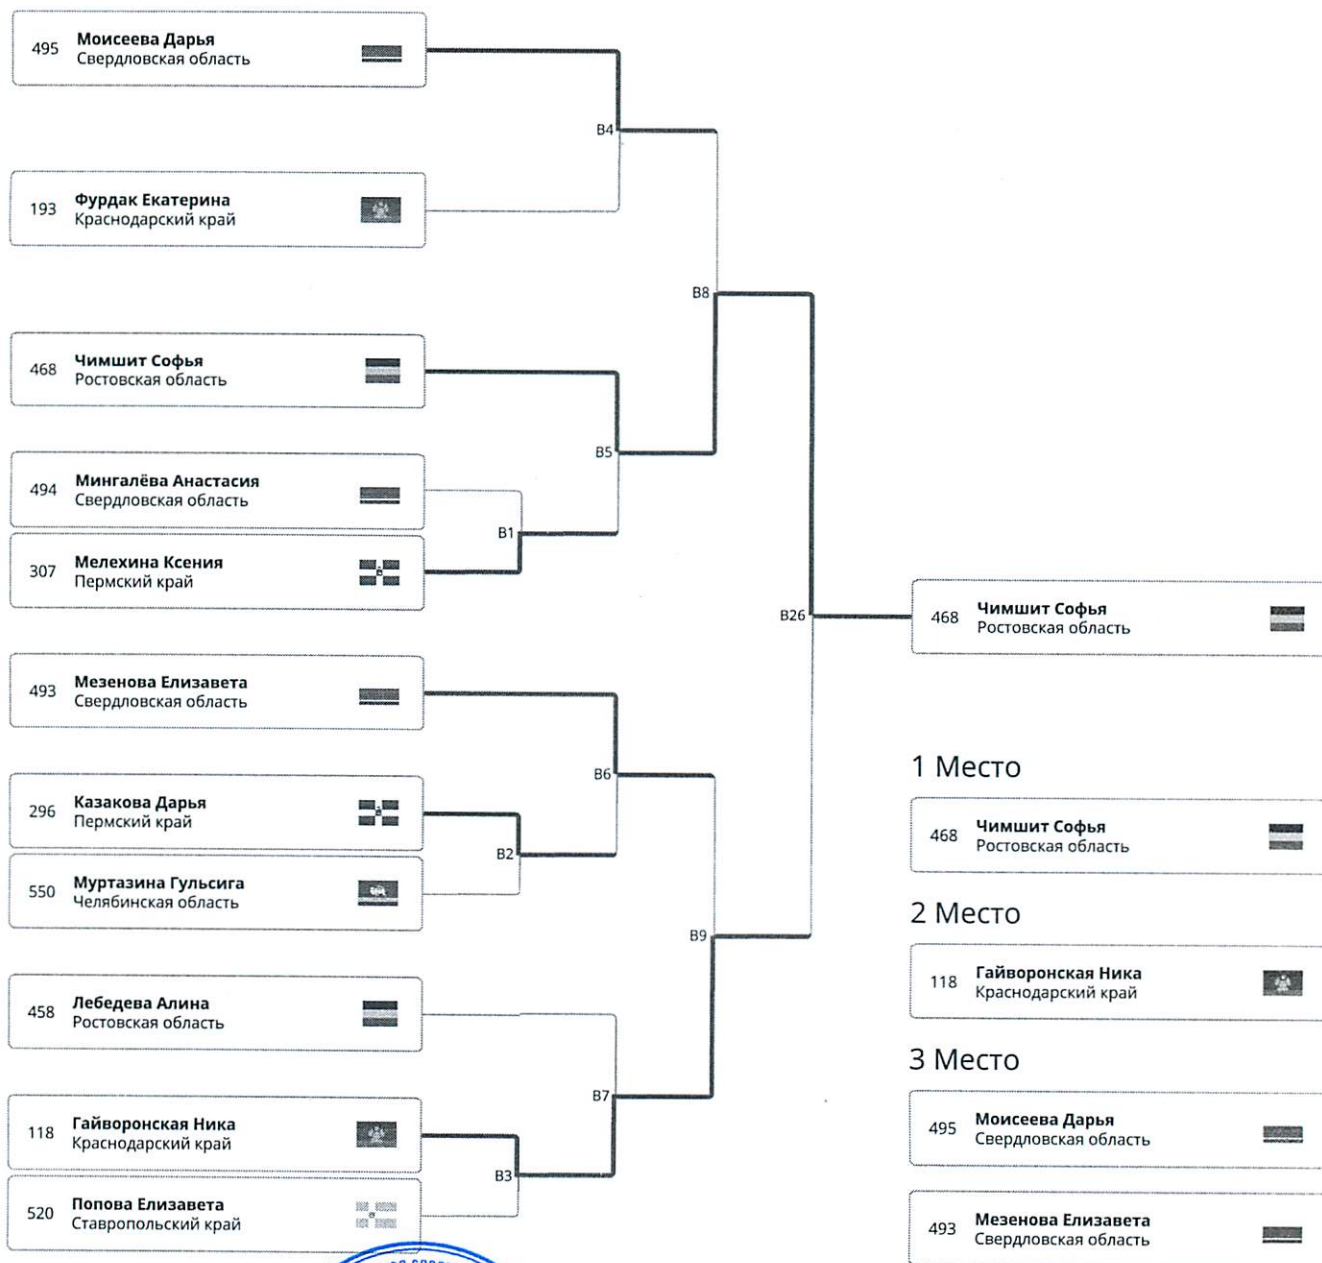 495 Моисеева Дарья
Свердловская область
B4
193 Фурдак Екатерина
Краснодарский край
B8
468 Чимшит Софья
Ростовская область
B5
494 Мингалёва Анастасия
Свердловская область
B1
307 Мелехина Ксения
Пермский край
B26
468 Чимшит Софья
Ростовская область
493 Мезенова Елизавета
Свердловская область
B6
296 Казакова Дарья
Пермский край
B2
550 Муртазина Гульсига
Челябинская область
B9
458 Лебедева Алина
Ростовская область
B7
118 Гайворонская Ника
Краснодарский край
B3
520 Попова Елизавета
Ставропольский край
1 Место
468 Чимшит Софья
Ростовская область
2 Место
118 Гайворонская Ника
Краснодарский край
3 Место
495 Моисеева Дарья
Свердловская область
493 Мезенова Елизавета
Свердловская область